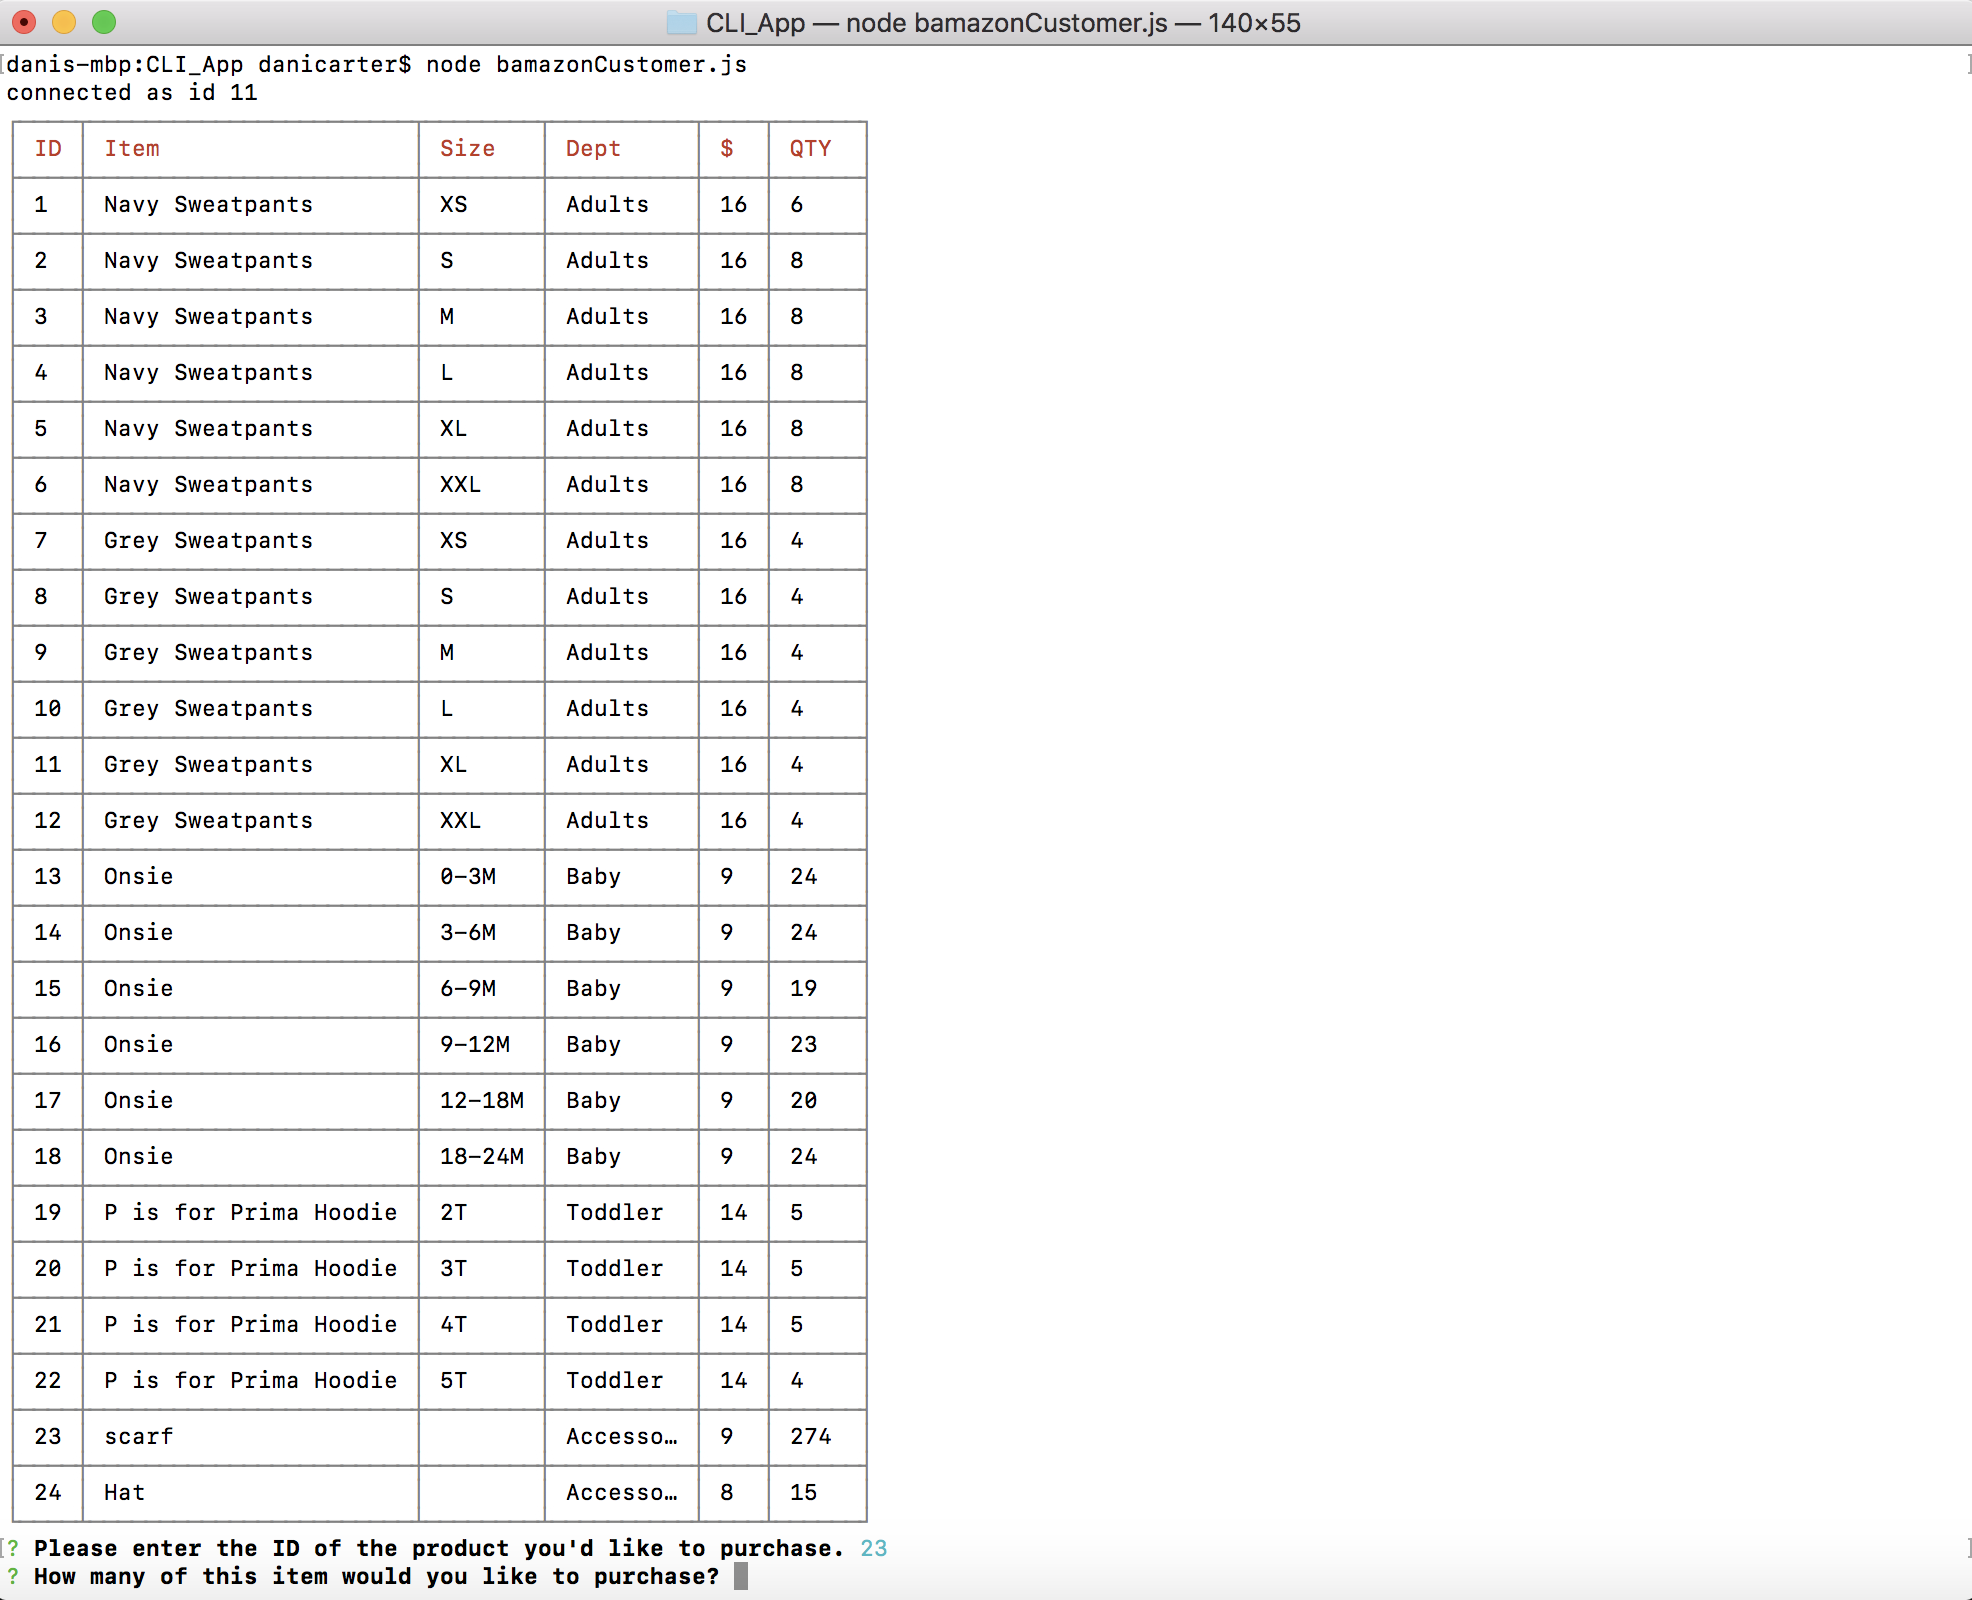 CLI_App — node bamazonCustomer.js — 140×55
[danis-mbp:CLI_App danicarter$ node bamazonCustomer.js ]
connected as id 11
ID Item Size Dept $ QTY
1 Navy Sweatpants XS Adults 16 6
2 Navy Sweatpants S Adults 16 8
3 Navy Sweatpants M Adults 16 8
4 Navy Sweatpants L Adults 16 8
5 Navy Sweatpants XL Adults 16 8
6 Navy Sweatpants XXL Adults 16 8
7 Grey Sweatpants XS Adults 16 4
8 Grey Sweatpants S Adults 16 4
9 Grey Sweatpants M Adults 16 4
10 Grey Sweatpants L Adults 16 4
11 Grey Sweatpants XL Adults 16 4
12 Grey Sweatpants XXL Adults 16 4
13 Onsie 0-3M Baby 9 24
14 Onsie 3-6M Baby 9 24
15 Onsie 6-9M Baby 9 19
16 Onsie 9-12M Baby 9 23
17 Onsie 12-18M Baby 9 20
18 Onsie 18-24M Baby 9 24
19 P is for Prima Hoodie 2T Toddler 14 5
20 P is for Prima Hoodie 3T Toddler 14 5
21 P is for Prima Hoodie 4T Toddler 14 5
22 P is for Prima Hoodie 5T Toddler 14 4
23 scarf Accesso… 9 274
24 Hat Accesso… 8 15
[? Please enter the ID of the product you'd like to purchase. 23 ]
? How many of this item would you like to purchase?